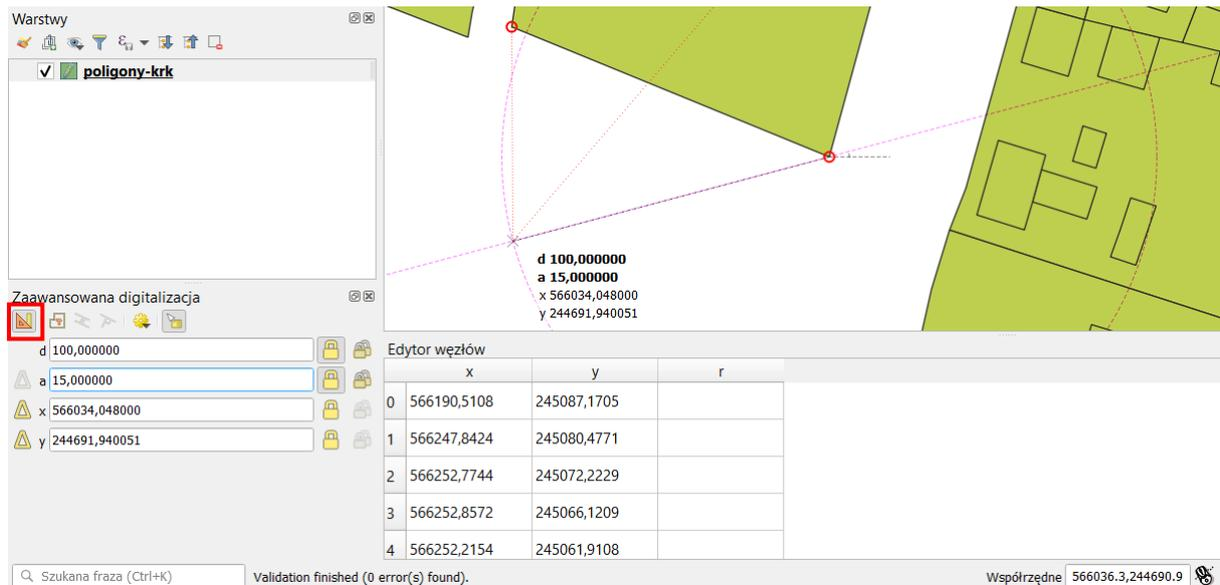 Warstwy
poligony-krk
d 100,000000
a 15,000000
x 566034,048000
y 244691,940051
Zaawansowana digitalizacja
d 100,000000
a 15,000000
x 566034,048000
y 244691,940051
Edytor węzłów
x y r
0 566190,5108 245087,1705
1 566247,8424 245080,4771
2 566252,7744 245072,2229
3 566252,8572 245066,1209
4 566252,2154 245061,9108
Szukana fraza (Ctrl+K)
Validation finished (0 error(s) found).
Współrzędne 566036.3,244690.9